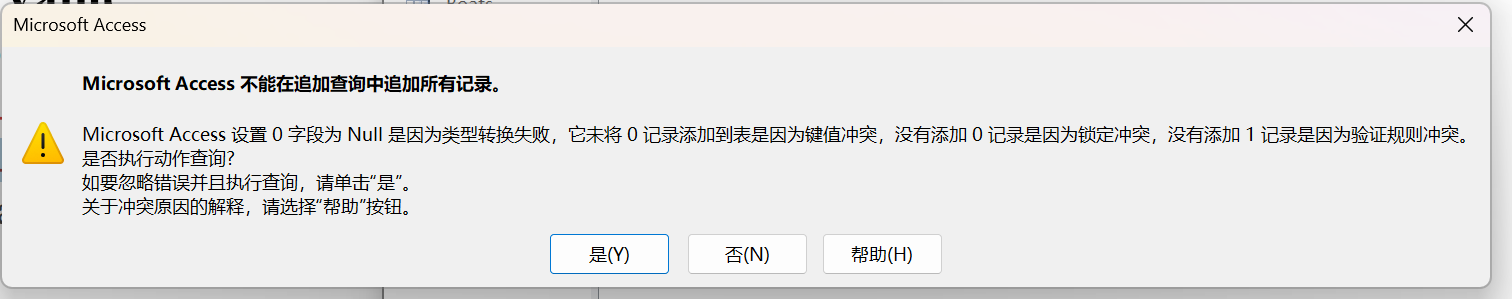 Boats
Microsoft Access
Microsoft Access 不能在追加查询中追加所有记录。
Microsoft Access 设置 0 字段为 Null 是因为类型转换失败，它未将 0 记录添加到表是因为键值冲突，没有添加 0 记录是因为锁定冲突，没有添加 1 记录是因为验证规则冲突。
是否执行动作查询?
如要忽略错误并且执行查询，请单击“是”。
关于冲突原因的解释，请选择“帮助”按钮。
是(Y) 否(N) 帮助(H)